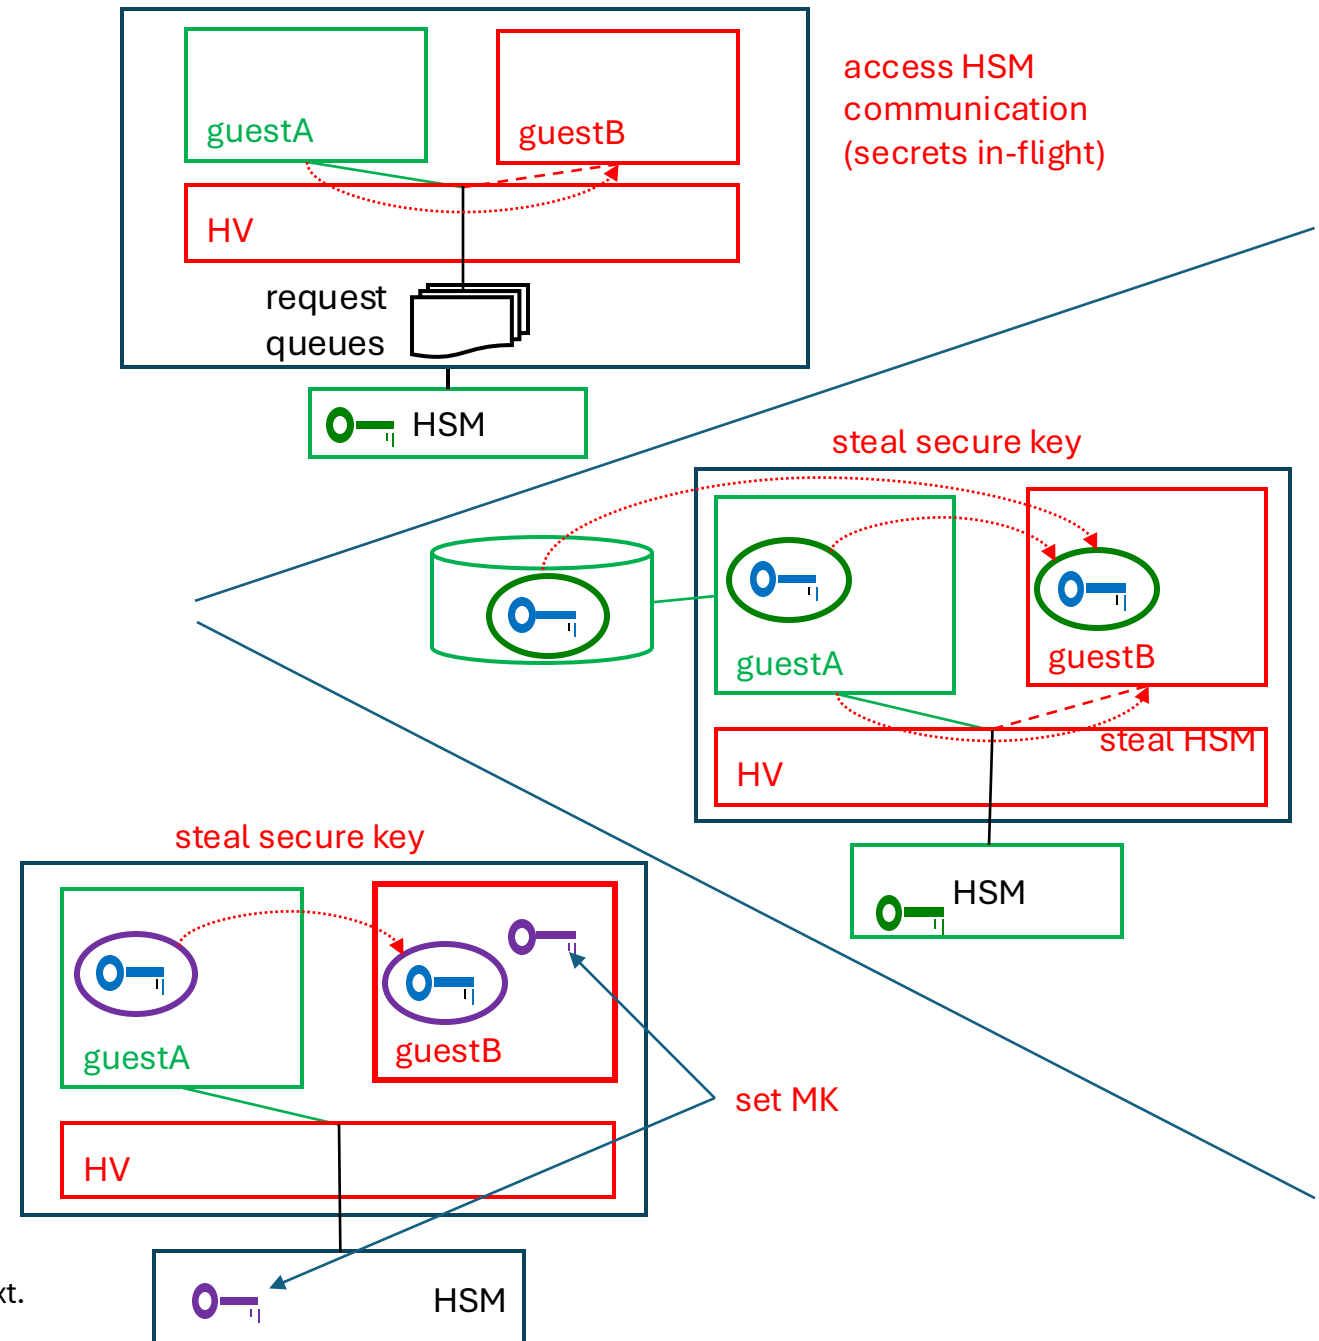 guestA
guestB
access HSM
communication
(secrets in-flight)
HV
request
queues
HSM
steal secure key
guestA
guestB
steal HSM
HV
HSM
steal secure key
guestA
guestB
set MK
HV
HSM
xt.